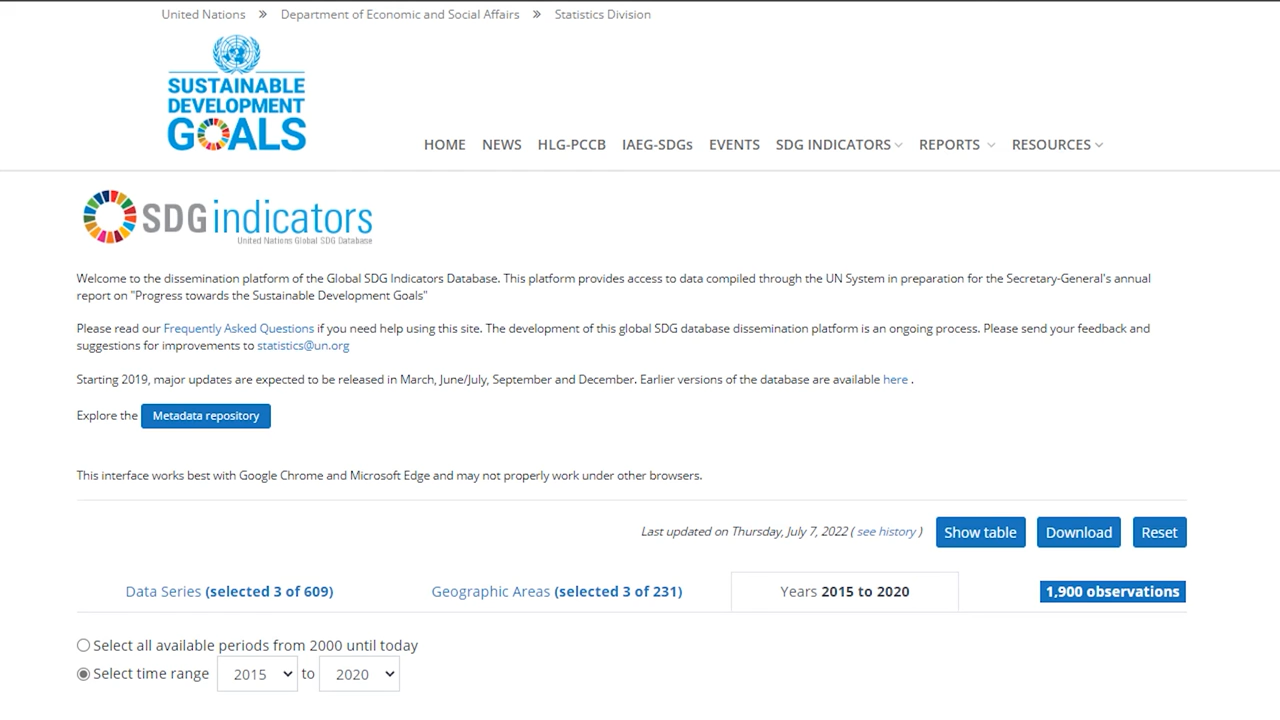 United Nations » Department of Economic and Social Affairs » Statistics Division
SUSTAINABLE
DEVELOPMENT
GOALS
HOME NEWS HLG-PCCB IAEG-SDGs EVENTS SDG INDICATORS REPORTS RESOURCES
SDG indicators
United Nations Global SDG Database
Welcome to the dissemination platform of the Global SDG Indicators Database. This platform provides access to data compiled through the UN System in preparation for the Secretary-General's annual
report on "Progress towards the Sustainable Development Goals"
Please read our Frequently Asked Questions if you need help using this site. The development of this global SDG database dissemination platform is an ongoing process. Please send your feedback and
suggestions for improvements to statistics@un.org
Starting 2019, major updates are expected to be released in March, June/July, September and December. Earlier versions of the database are available here .
Explore the Metadata repository
This interface works best with Google Chrome and Microsoft Edge and may not properly work under other browsers.
Last updated on Thursday, July 7, 2022 ( see history ) Show table Download Reset
Data Series (selected 3 of 609) Geographic Areas (selected 3 of 231) Years 2015 to 2020 1,900 observations
Select all available periods from 2000 until today
Select time range 2015 to 2020